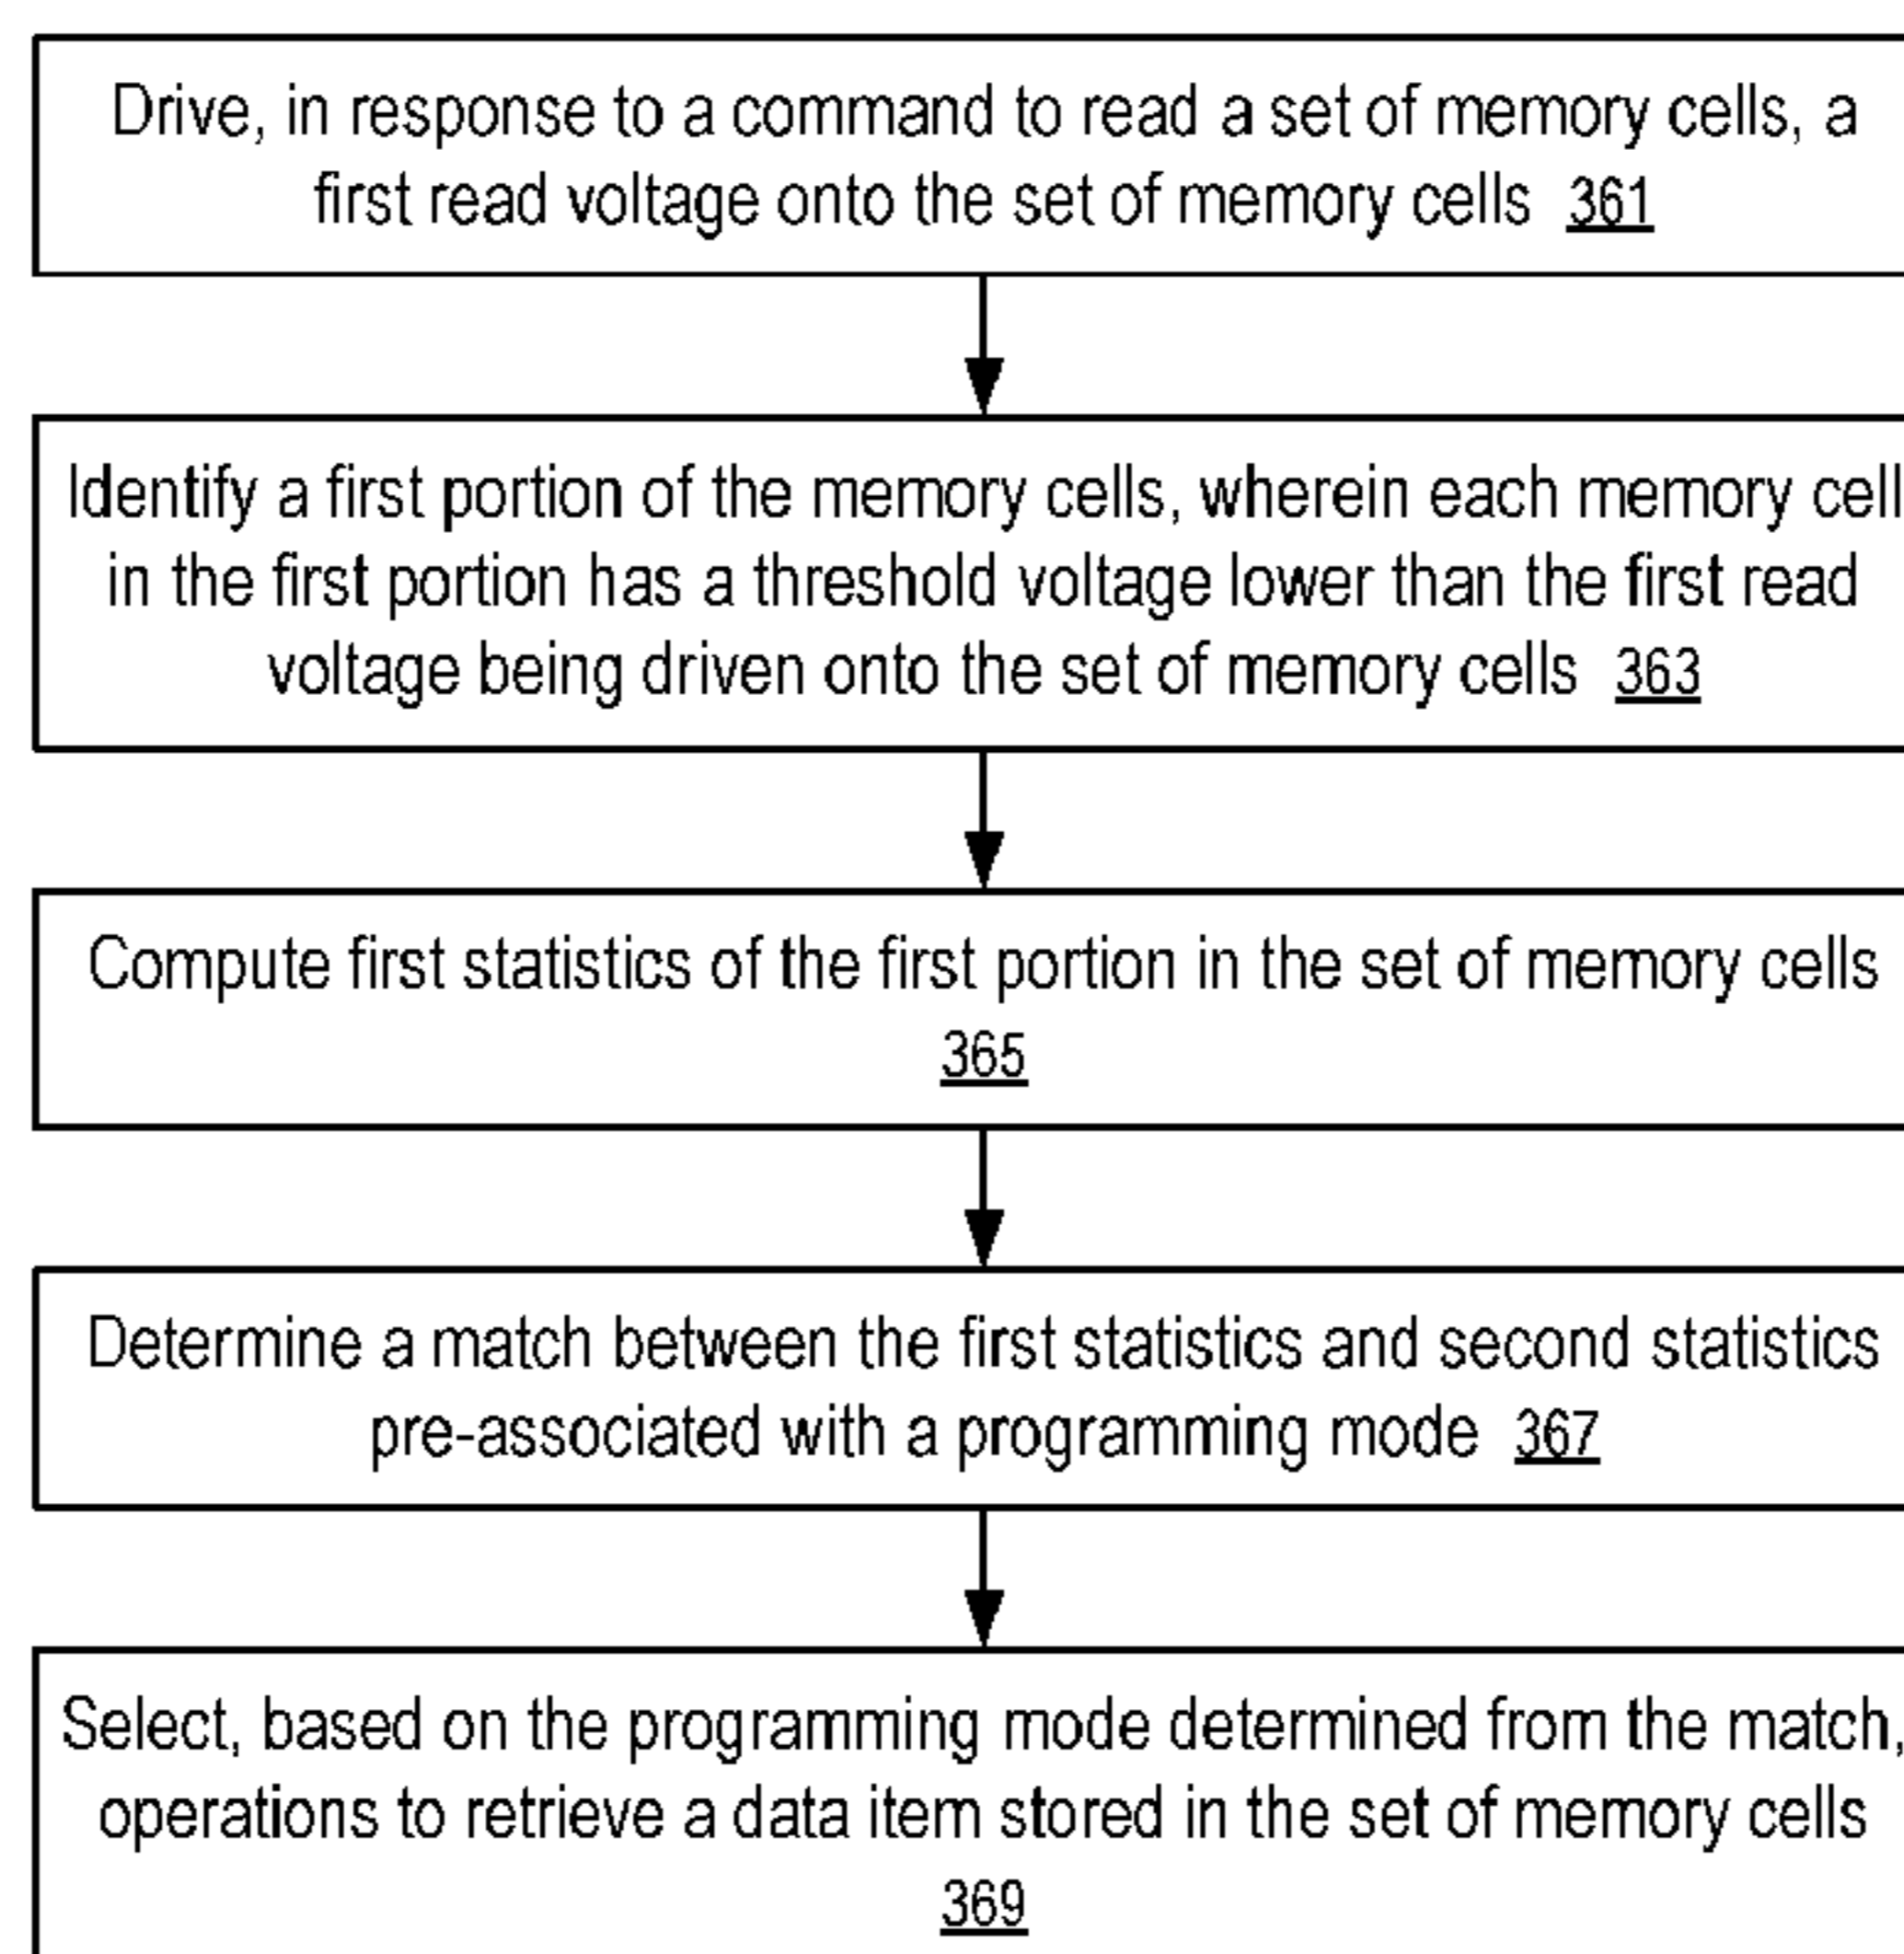 Drive, in response to a command to read a set of memory cells, a
first read voltage onto the set of memory cells 361
Identify a first portion of the memory cells, wherein each memory cell
in the first portion has a threshold voltage lower than the first read
voltage being driven onto the set of memory cells 363
Compute first statistics of the first portion in the set of memory cells
365
Determine a match between the first statistics and second statistics
pre-associated with a programming mode 367
Select, based on the programming mode determined from the match,
operations to retrieve a data item stored in the set of memory cells
369